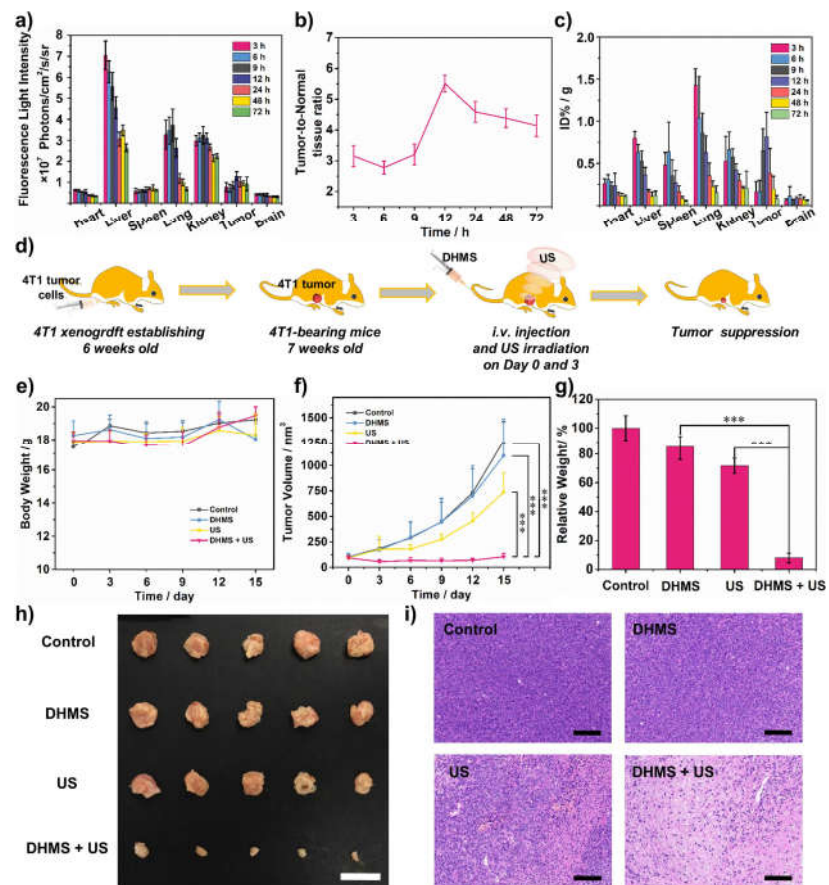 a)
Fluorescence Light Intensity
×10⁷ Photons/cm²/s/sr
8
7
6
5
4
3
2
1
3 h
6 h
9 h
12 h
24 h
48 h
72 h
Heart
Liver
Spleen
Lung
Kidney
Tumor
Brain
b)
Tumor-to-Normal
tissue ratio
7
6
5
4
3
2
3
6
9
12
24
48
72
Time / h
c)
ID% / g
2.0
1.5
1.0
0.5
0.0
3 h
6 h
9 h
12 h
24 h
48 h
72 h
Heart
Liver
Spleen
Lung
Kidney
Tumor
Brain
d)
4T1 tumor
cells
4T1 tumor
DHMS
US
4T1 xenogrdft establishing
6 weeks old
4T1-bearing mice
7 weeks old
i.v. injection
and US irradiation
on Day 0 and 3
Tumor suppression
e)
Body Weight / g
20
18
16
14
12
10
Control
DHMS
US
DHMS + US
0
3
6
9
12
15
Time / day
f)
Tumor Volume / nm³
1500
1250
1000
750
500
250
0
Control
DHMS
US
DHMS + US
***
***
***
0
3
6
9
12
15
Time / day
g)
Relative Weight/ %
120
100
80
60
40
20
0
***
Control
DHMS
US
DHMS + US
h)
Control
DHMS
US
DHMS + US
i)
Control
DHMS
US
DHMS + US